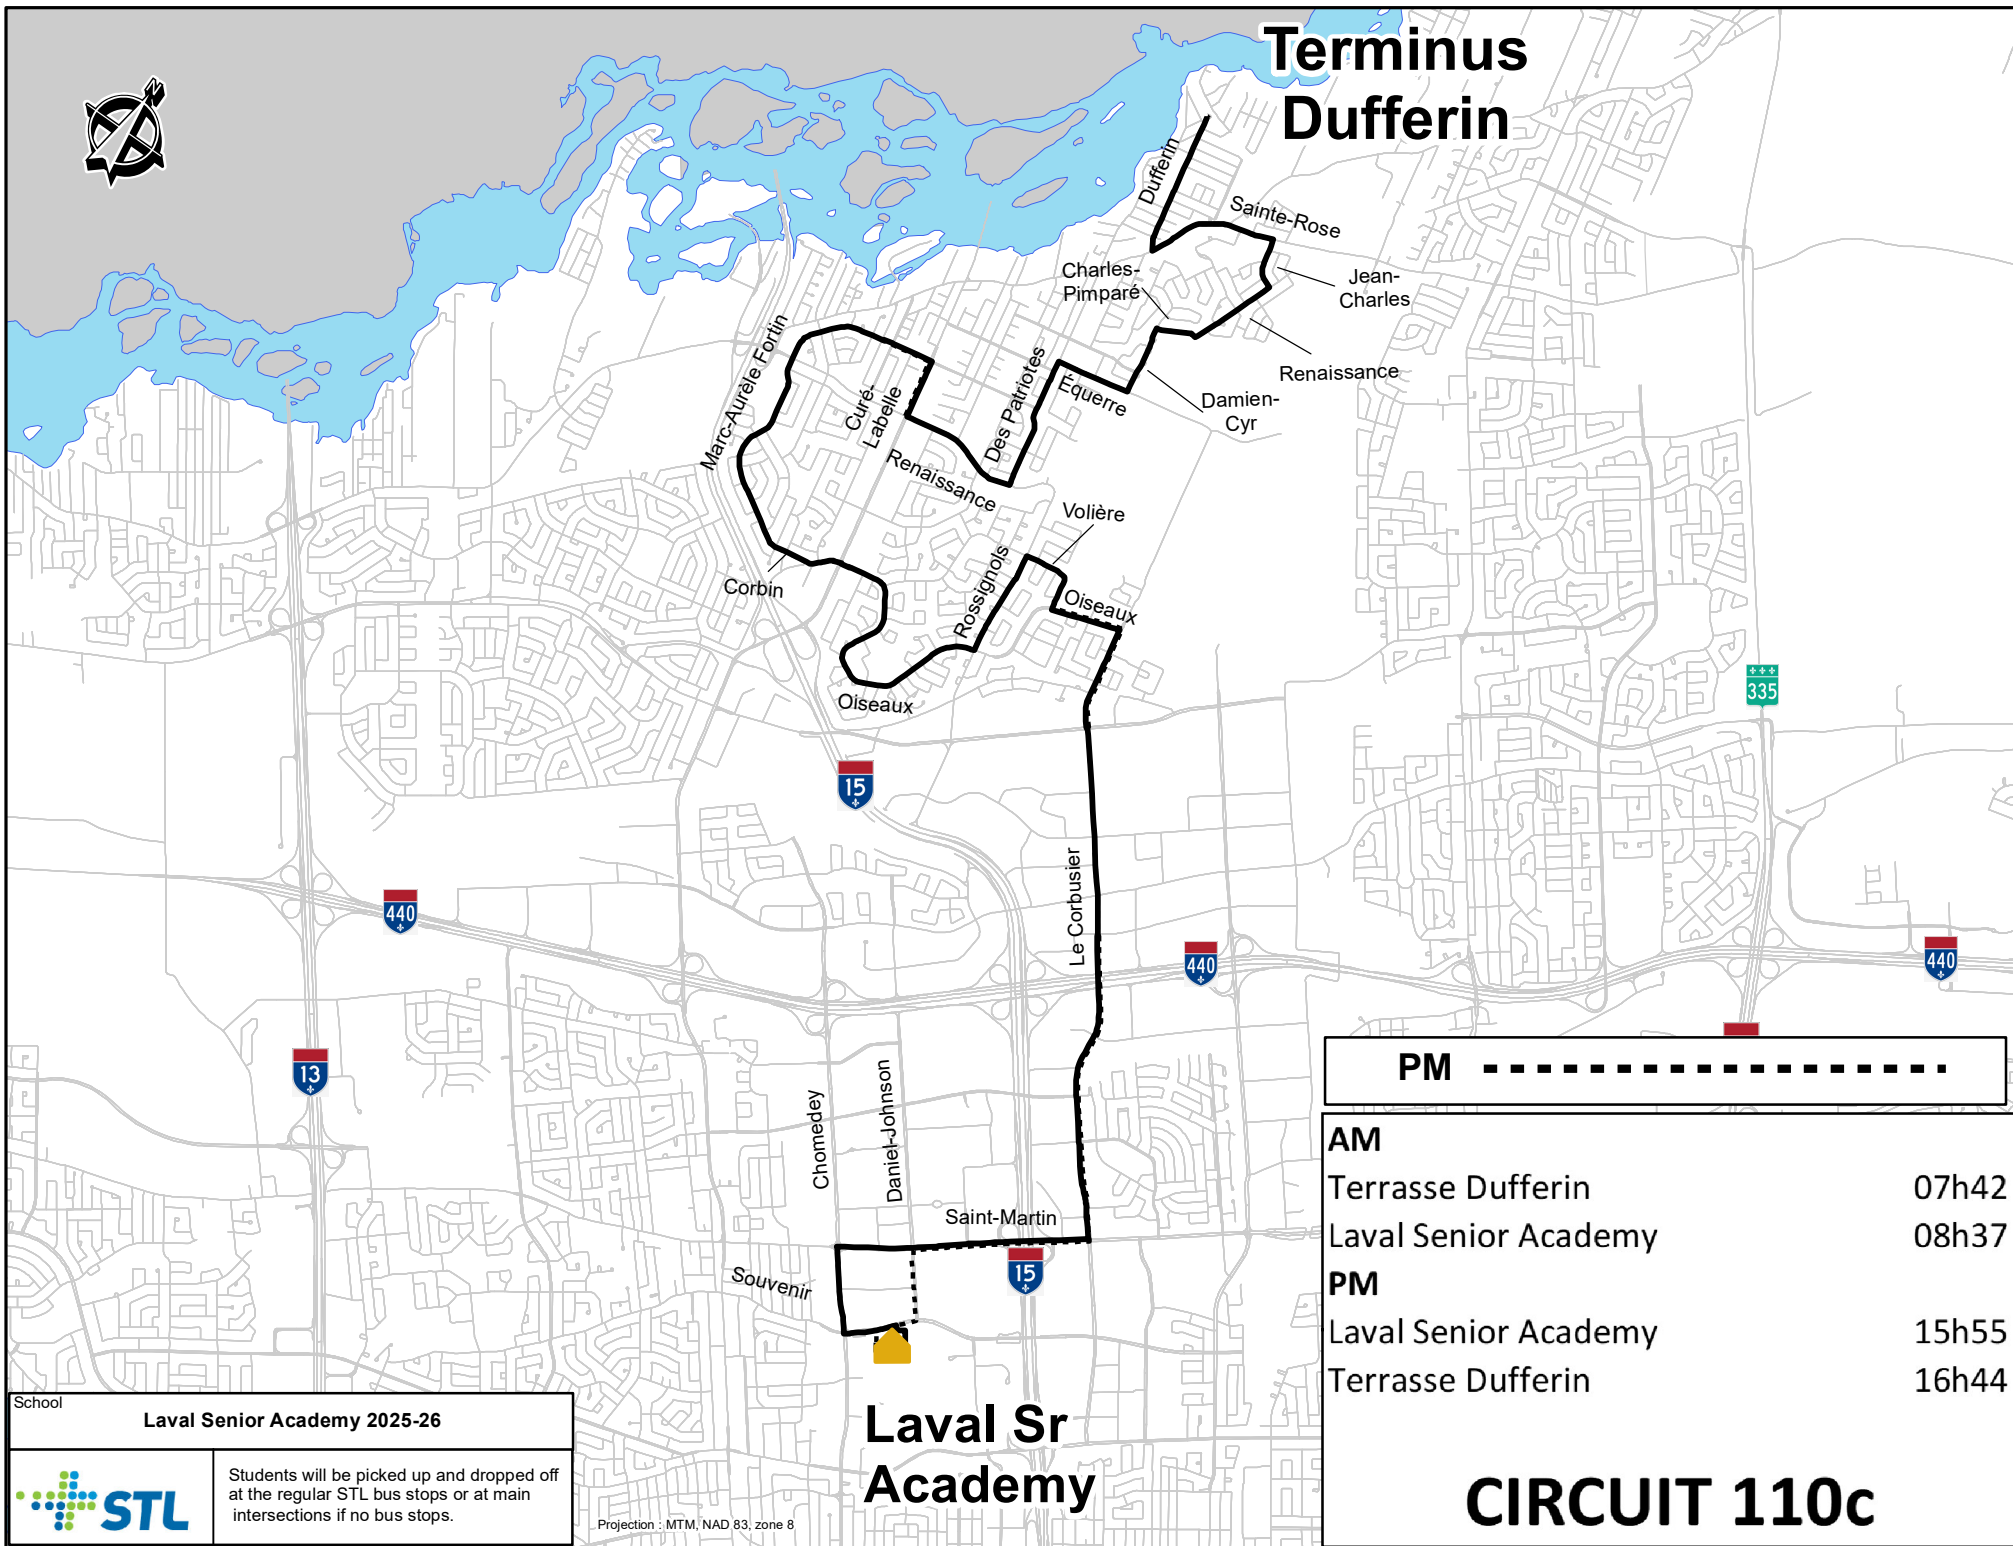 Terminus
Dufferin
N
Dufferin
Sainte-Rose
Charles-
Pimparé
Jean-
Charles
Marc-Aurèle Fortin
Curé-
Labelle
Des Patriotes
Équerre
Renaissance
Damien-
Cyr
Renaissance
Volière
Rossignols
Corbin
Oiseaux
Oiseaux
335
15
Le Corbusier
440
440
440
13
Chomedey
Daniel-Johnson
Saint-Martin
15
Souvenir
PM
AM
Terrasse Dufferin 07h42
Laval Senior Academy 08h37
PM
Laval Senior Academy 15h55
Terrasse Dufferin 16h44
CIRCUIT 110c
Laval Sr
Academy
School
Laval Senior Academy 2025-26
STL
Students will be picked up and dropped off
at the regular STL bus stops or at main
intersections if no bus stops.
Projection : MTM, NAD 83, zone 8